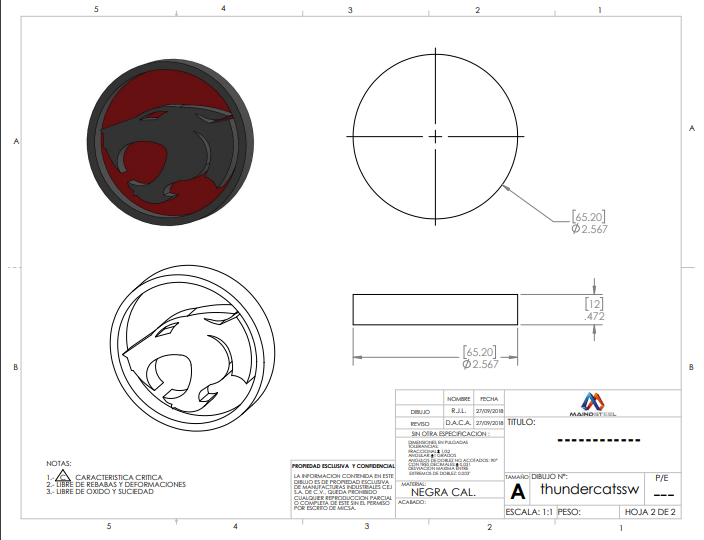 5 4 3 2 1
A A
[65.20]
Ø2.567
[12]
.472
[65.20]
Ø2.567
B B
NOMBRE FECHA
DIBUJO R.J.L. 27/09/2018
REVISO D.A.C.A. 27/09/2018
SIN OTRA ESPECIFICACION :
DIMENSIONES EN PULGADAS
TOLERANCIAS:
FRACCIONAL± 1/32
ANGULAR ±1 GRADOS
ANGULOS DE DOBLEZ NO ACOTADOS: 90°
CON TRES DECIMALES ±0.031
DESVIACION MAXIMA ENTRE
EXTREMOS DE DOBLEZ: 0.003"
MATERIAL:
NEGRA CAL.
ACABADO:
MAINDSTEEL
TITULO:
------------
TAMAÑO
A
DIBUJO Nº:
thundercatssw
P/E
---
ESCALA: 1:1 PESO: HOJA 2 DE 2
NOTAS:
1.- C CARACTERISTICA CRITICA
2.- LIBRE DE REBABAS Y DEFORMACIONES
3.- LIBRE DE OXIDO Y SUCIEDAD
PROPIEDAD EXCLUSIVA Y CONFIDENCIAL
LA INFORMACION CONTENIDA EN ESTE
DIBUJO ES DE PROPIEDAD EXCLUSIVA
DE MANUFACTURAS INDUSTRIALES CEJ
S.A. DE C.V., QUEDA PROHIBIDO
CUALQUIER REPRODUCCION PARCIAL
O COMPLETA DE ESTE SIN EL PERMISO
POR ESCRITO DE MICSA.
5 4 3 2 1